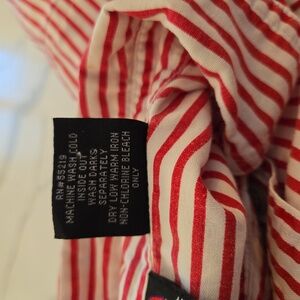 RN# 55219
MACHINE WASH COLD
INSIDE OUT
WASH DARKS
SEPARATELY
DRY LOW WARM IRON
NON-CHLORINE BLEACH
ONLY